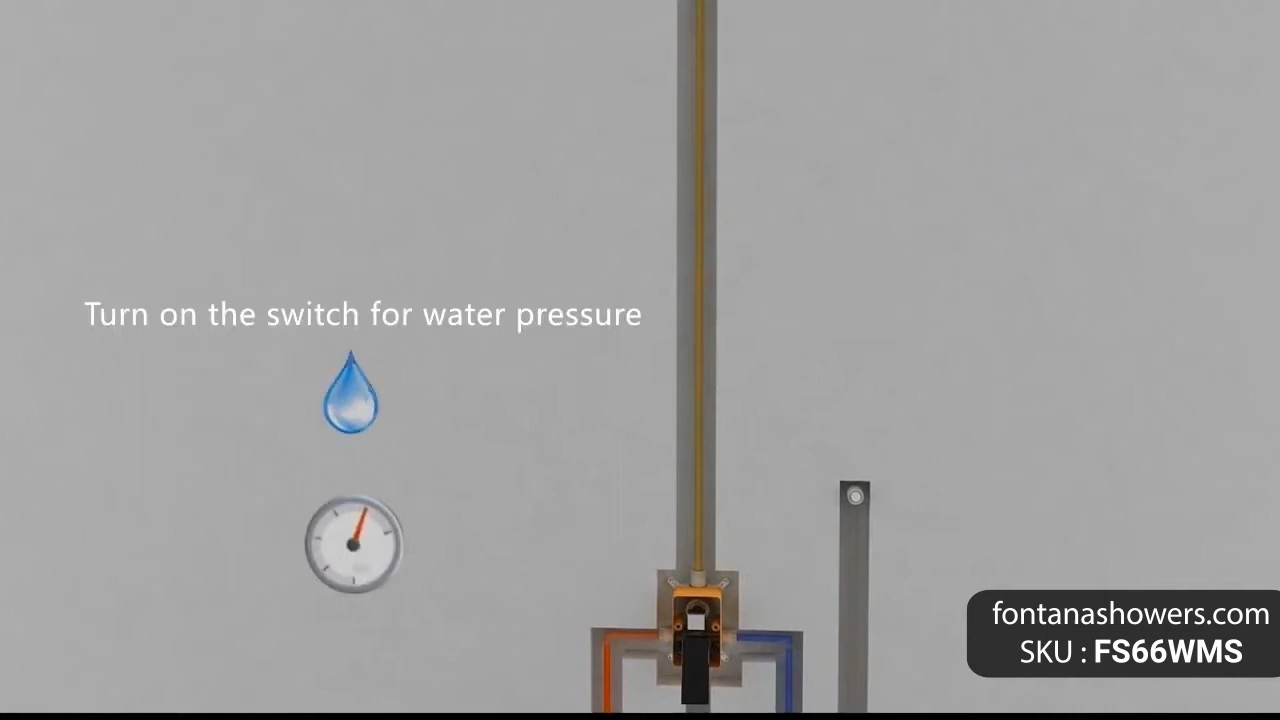 Turn on the switch for water pressure
fontanashowers.com
SKU : FS66WMS